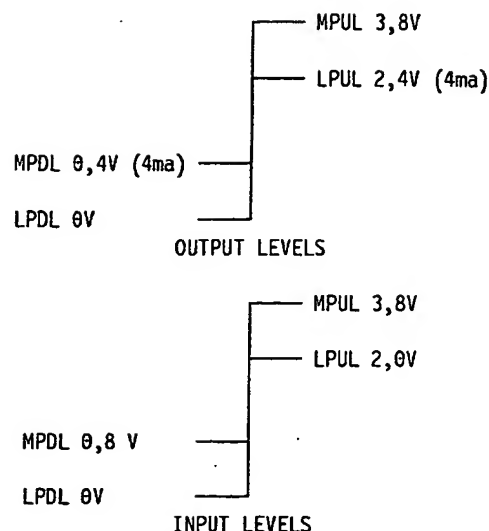 MPUL 3,8V
LPUL 2,4V (4ma)
MPDL 0,4V (4ma)
LPDL 0V
OUTPUT LEVELS
MPUL 3,8V
LPUL 2,0V
MPDL 0,8 V
LPDL 0V
INPUT LEVELS